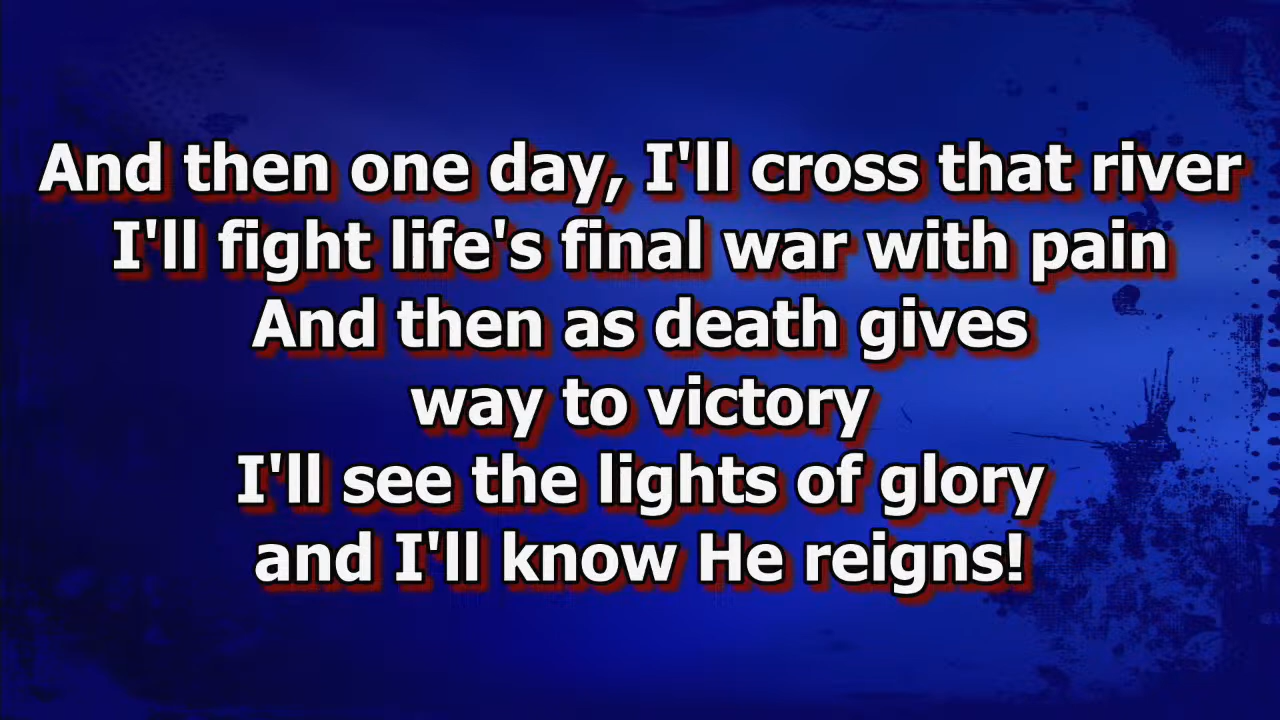 And then one day, I'll cross that river
I'll fight life's final war with pain
And then as death gives
way to victory
I'll see the lights of glory
and I'll know He reigns!